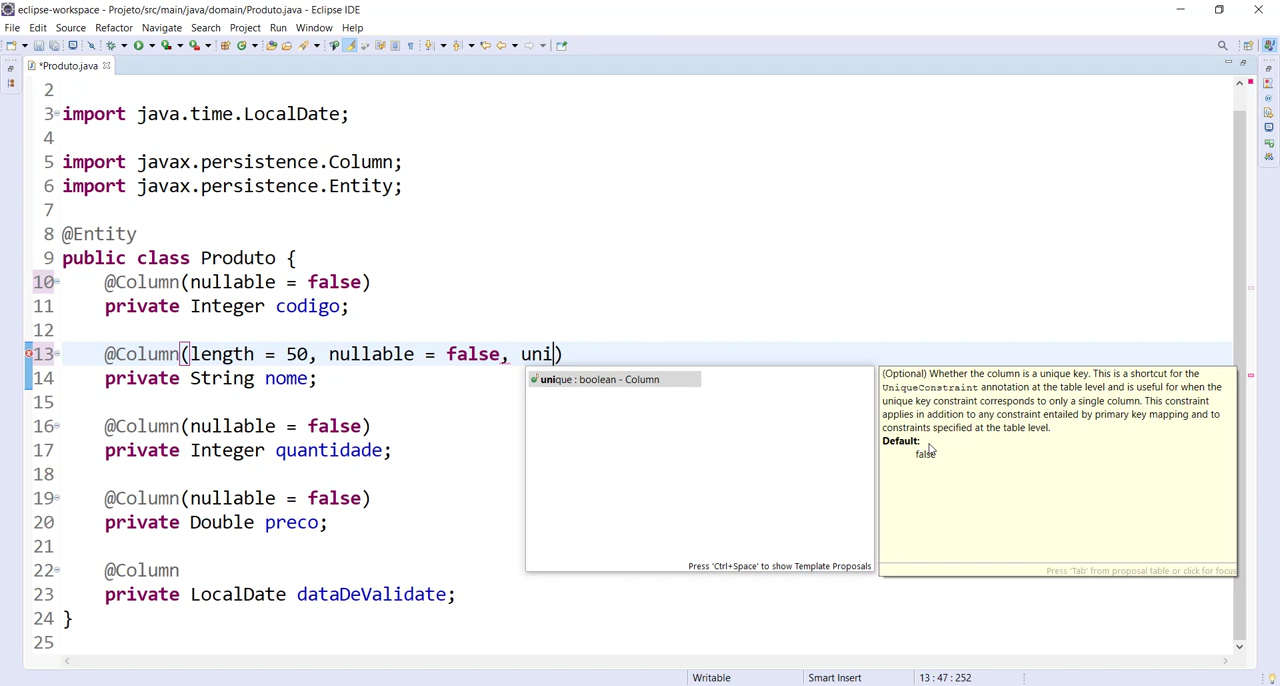 eclipse-workspace - Projeto/src/main/java/domain/Produto.java - Eclipse IDE
File Edit Source Refactor Navigate Search Project Run Window Help
*Produto.java
2
3 import java.time.LocalDate;
4
5 import javax.persistence.Column;
6 import javax.persistence.Entity;
7
8 @Entity
9 public class Produto {
10 @Column(nullable = false)
11 private Integer codigo;
12
13 @Column(length = 50, nullable = false, uni)
14 private String nome;
15
16 @Column(nullable = false)
17 private Integer quantidade;
18
19 @Column(nullable = false)
20 private Double preco;
21
22 @Column
23 private LocalDate dataDeValidate;
24 }
25
unique : boolean - Column
Press 'Ctrl+Space' to show Template Proposals
(Optional) Whether the column is a unique key. This is a shortcut for the
UniqueConstraint annotation at the table level and is useful for when the
unique key constraint corresponds to only a single column. This constraint
applies in addition to any constraint entailed by primary key mapping and to
constraints specified at the table level.
Default:
false
Press 'Tab' from proposal table or click for focus
Writable Smart Insert 13 : 47 : 252